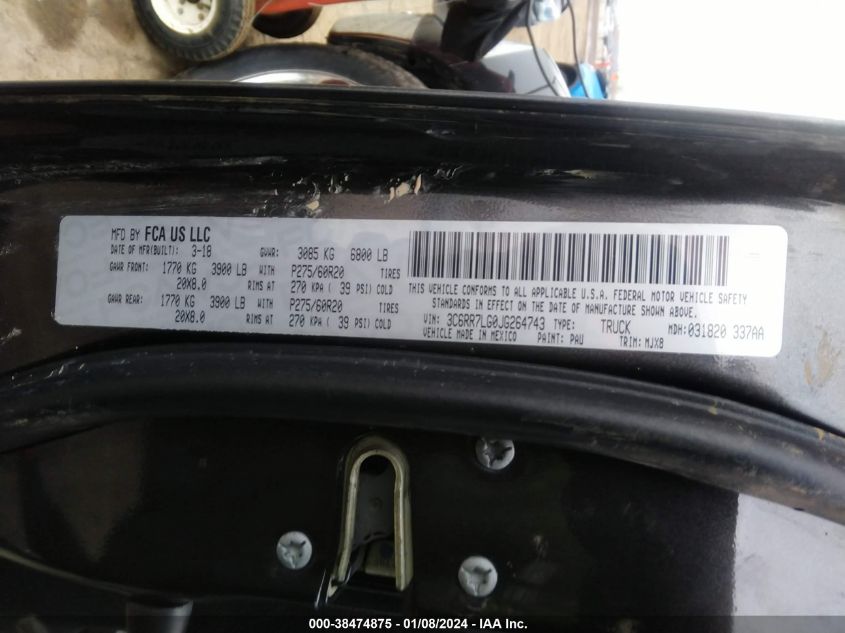 MFD BY FCA US LLC
DATE OF MFR(BUILT): 3-18 GVWR: 3085 KG 6800 LB
GAWR FRONT: 1770 KG 3900 LB WITH P275/60R20 TIRES
20X8.0 RIMS AT 270 KPA ( 39 PSI) COLD
GAWR REAR: 1770 KG 3900 LB WITH P275/60R20 TIRES
20X8.0 RIMS AT 270 KPA ( 39 PSI) COLD
THIS VEHICLE CONFORMS TO ALL APPLICABLE U.S.A. FEDERAL MOTOR VEHICLE SAFETY
STANDARDS IN EFFECT ON THE DATE OF MANUFACTURE SHOWN ABOVE.
VIN: 3C6RR7LG0JG264743 TYPE: TRUCK MDH: 031820 337AA
VEHICLE MADE IN MEXICO PAINT: PAU TRIM: MJX8
000-38474875 - 01/08/2024 - IAA Inc.